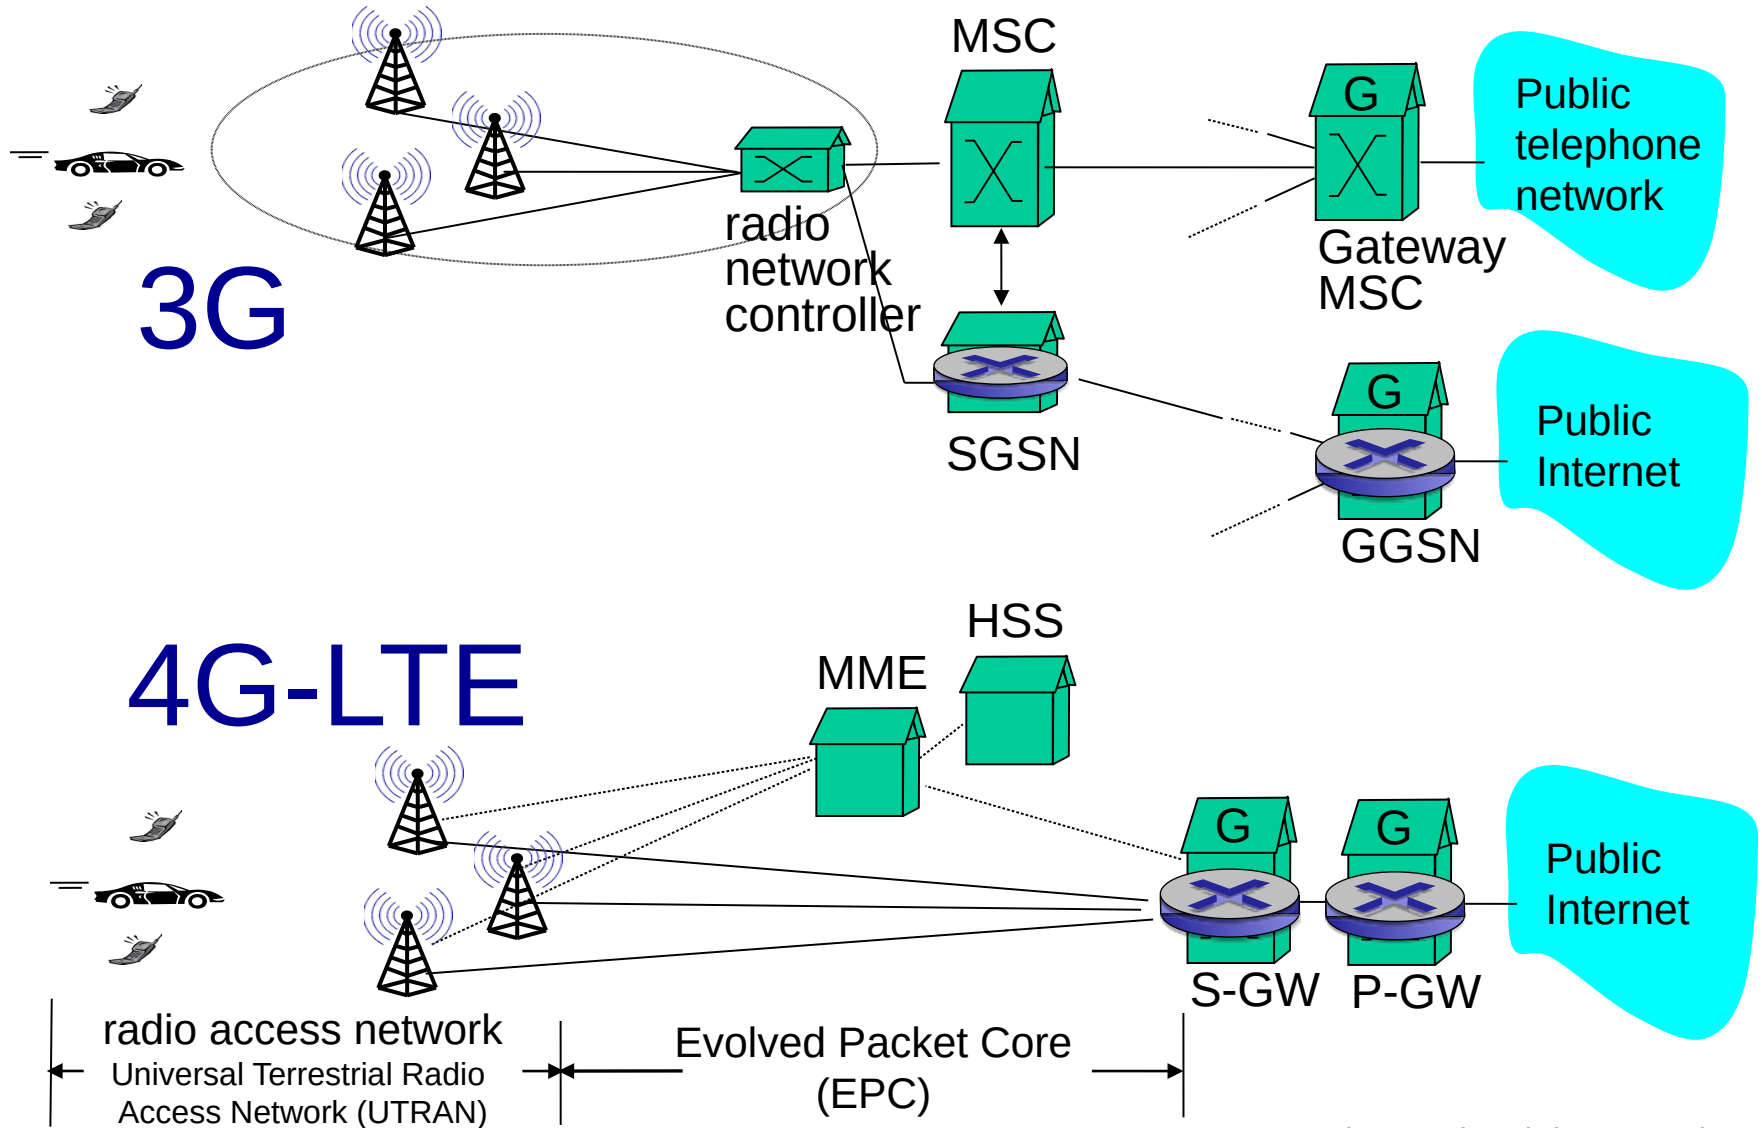 MSC
G
Public
telephone
network
radio
network
controller
Gateway
MSC
3G
G
Public
Internet
SGSN
GGSN
HSS
MME
4G-LTE
G
G
Public
Internet
S-GW
P-GW
radio access network
Universal Terrestrial Radio
Access Network (UTRAN)
Evolved Packet Core
(EPC)